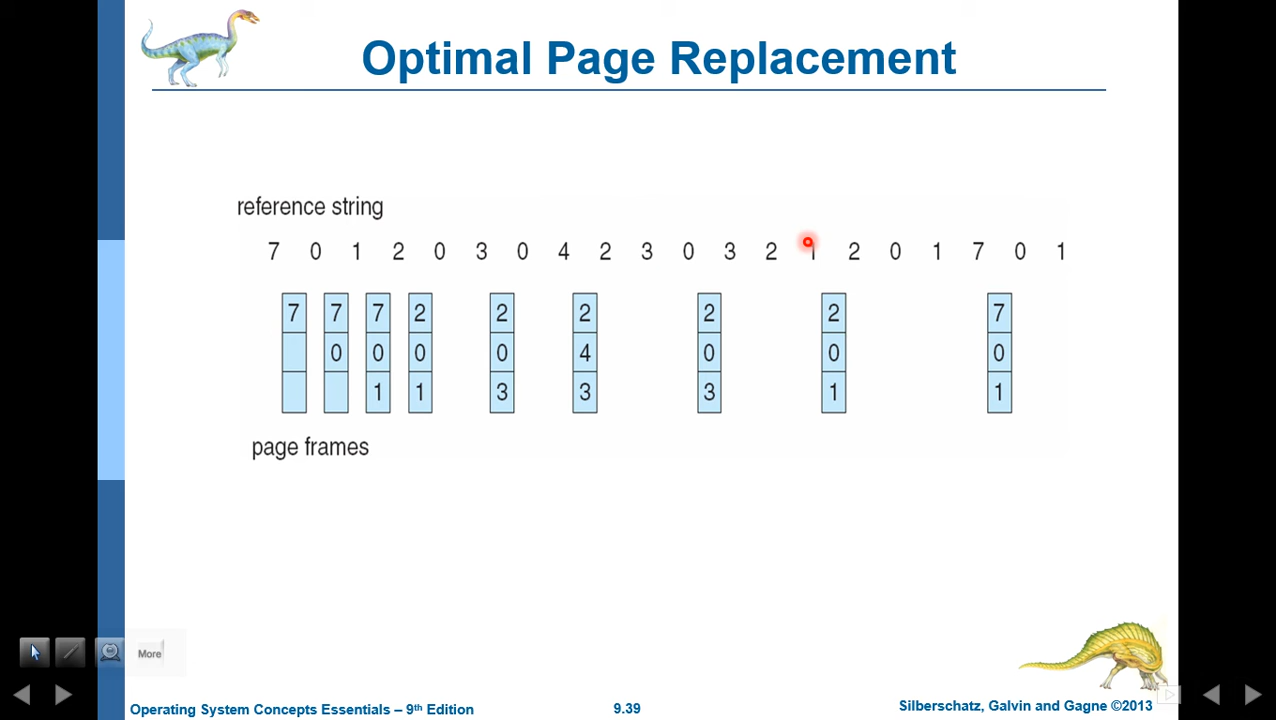 Optimal Page Replacement
reference string
7 0 1 2 0 3 0 4 2 3 0 3 2 1 2 0 1 7 0 1
7 7 7 2 2 2 2 2 7
0 0 0 0 4 0 0 0
1 1 3 3 3 1 1
page frames
More
Operating System Concepts Essentials – 9th Edition
9.39
Silberschatz, Galvin and Gagne ©2013